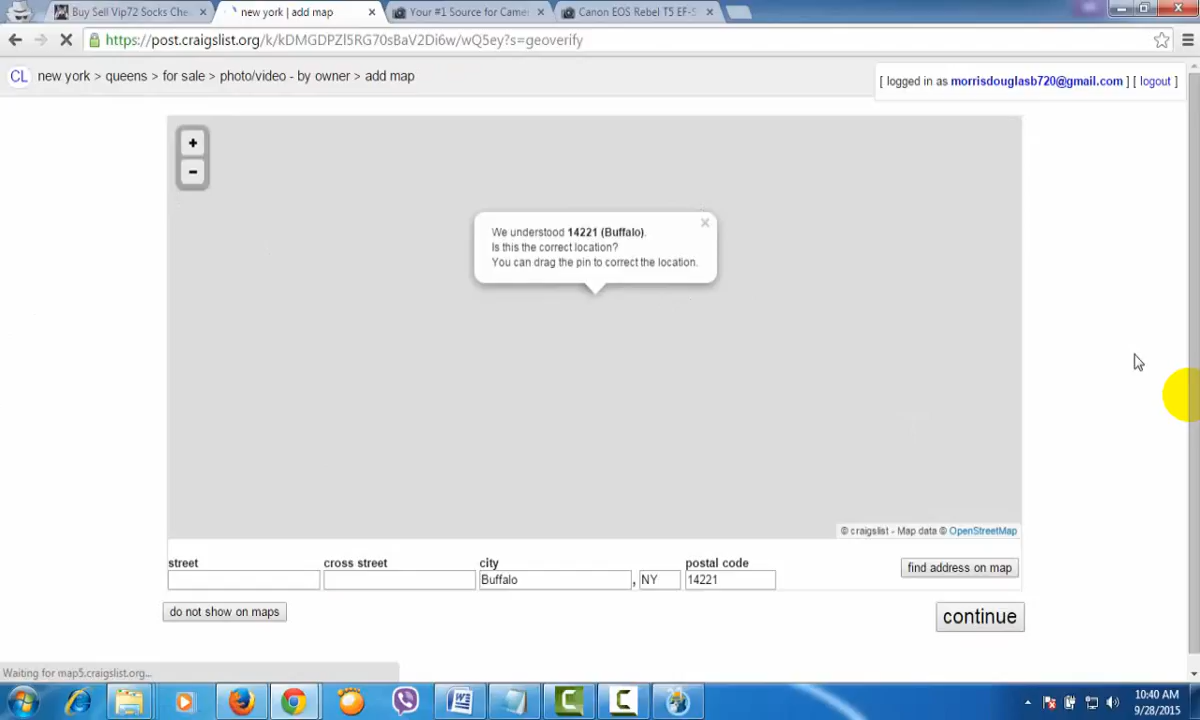 Buy Sell Vip72 Socks Che
new york | add map
Your #1 Source for Camer
Canon EOS Rebel T5 EF-S
https://post.craigslist.org/k/kDMGDPZl5RG70sBaV2Di6w/wQ5ey?s=geoverify
CL new york > queens > for sale > photo/video - by owner > add map
[ logged in as morrisdouglasb720@gmail.com ] [ logout ]
+
-
We understood 14221 (Buffalo).
Is this the correct location?
You can drag the pin to correct the location.
© craigslist - Map data © OpenStreetMap
street cross street city postal code
find address on map
Buffalo , NY 14221
do not show on maps
continue
Waiting for map5.craigslist.org...
10:40 AM
9/28/2015